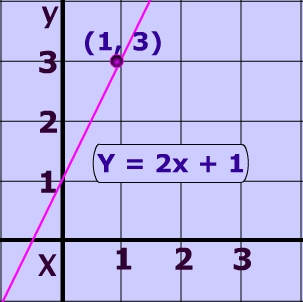 y
(1, 3)
3
2
Y = 2x + 1
1
X 1 2 3